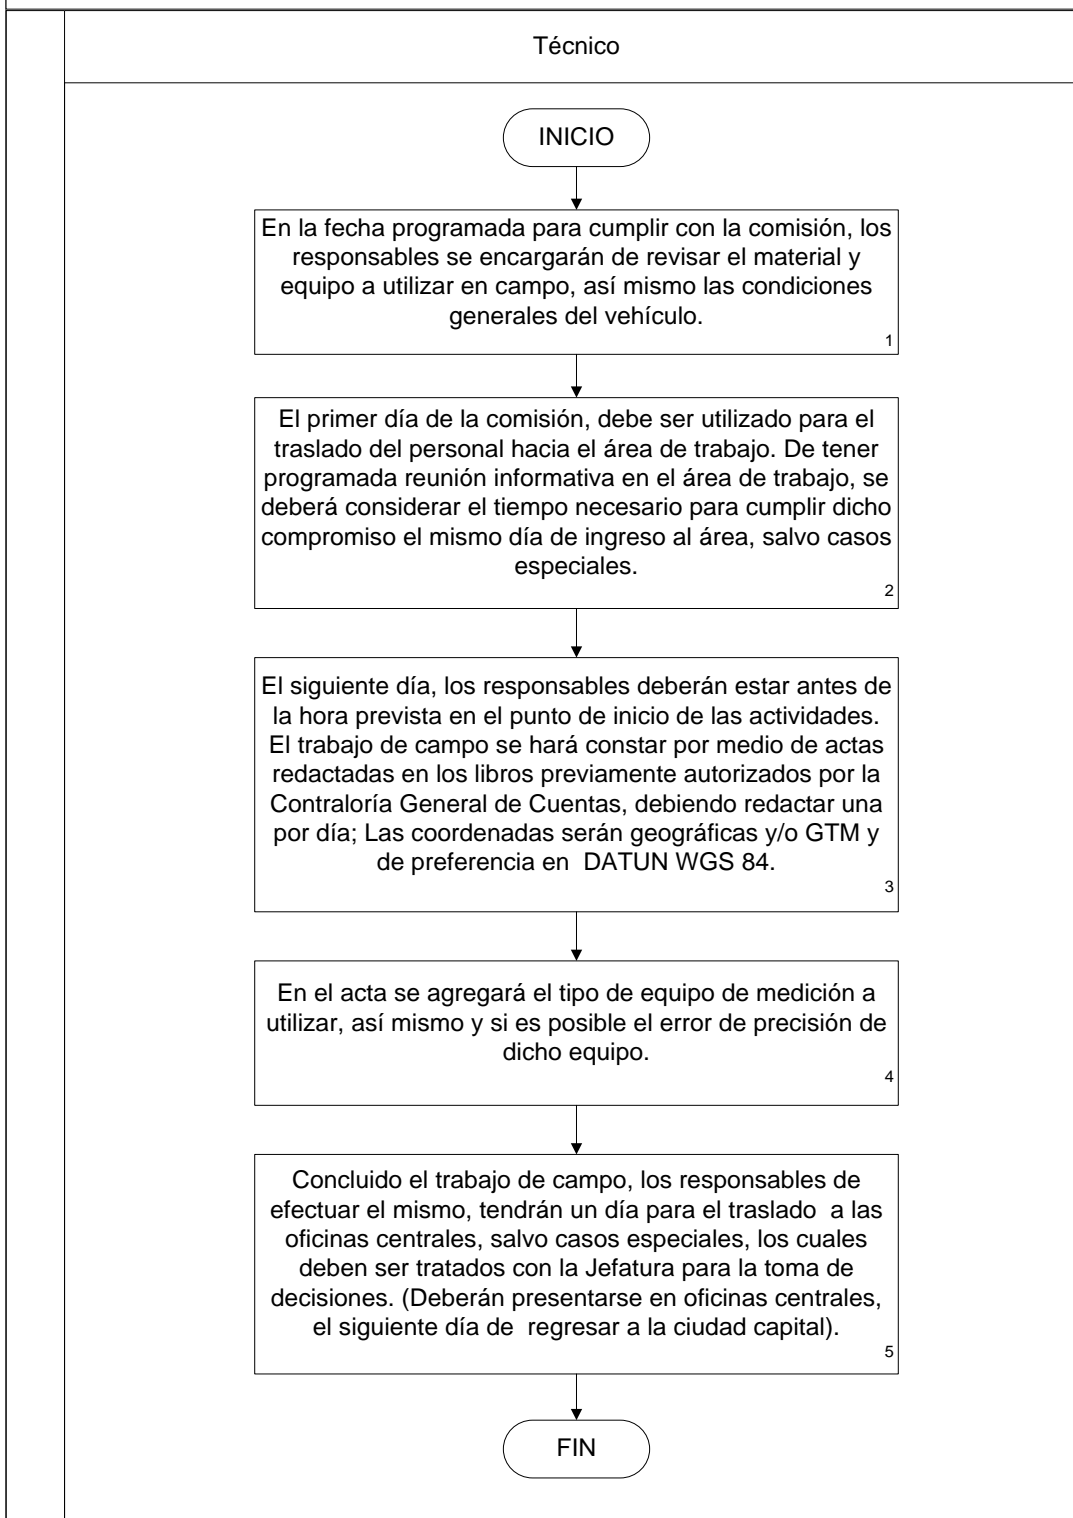 Técnico
INICIO
En la fecha programada para cumplir con la comisión, los
responsables se encargarán de revisar el material y
equipo a utilizar en campo, así mismo las condiciones
generales del vehículo.
1
El primer día de la comisión, debe ser utilizado para el
traslado del personal hacia el área de trabajo. De tener
programada reunión informativa en el área de trabajo, se
deberá considerar el tiempo necesario para cumplir dicho
compromiso el mismo día de ingreso al área, salvo casos
especiales.
2
El siguiente día, los responsables deberán estar antes de
la hora prevista en el punto de inicio de las actividades.
El trabajo de campo se hará constar por medio de actas
redactadas en los libros previamente autorizados por la
Contraloría General de Cuentas, debiendo redactar una
por día; Las coordenadas serán geográficas y/o GTM y
de preferencia en  DATUN WGS 84.
3
En el acta se agregará el tipo de equipo de medición a
utilizar, así mismo y si es posible el error de precisión de
dicho equipo.
4
Concluido el trabajo de campo, los responsables de
efectuar el mismo, tendrán un día para el traslado  a las
oficinas centrales, salvo casos especiales, los cuales
deben ser tratados con la Jefatura para la toma de
decisiones. (Deberán presentarse en oficinas centrales,
el siguiente día de  regresar a la ciudad capital).
5
FIN